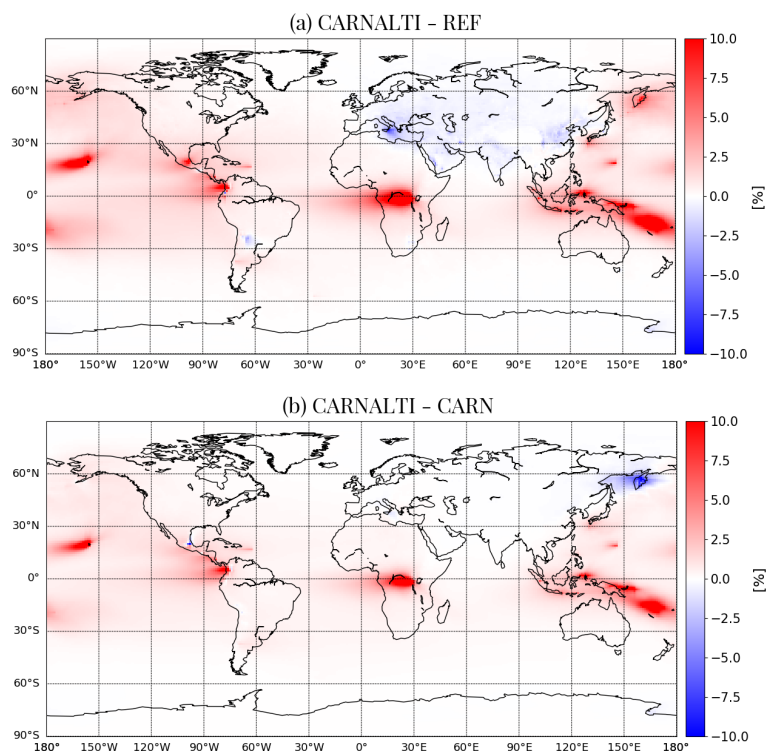 (a) CARNALTI – REF
60°N
30°N
0°
30°S
60°S
90°S
180° 150°W 120°W 90°W 60°W 30°W 0° 30°E 60°E 90°E 120°E 150°E 180°
10.0
7.5
5.0
2.5
0.0
−2.5
−5.0
−7.5
−10.0
[%]
(b) CARNALTI – CARN
60°N
30°N
0°
30°S
60°S
90°S
180° 150°W 120°W 90°W 60°W 30°W 0° 30°E 60°E 90°E 120°E 150°E 180°
10.0
7.5
5.0
2.5
0.0
−2.5
−5.0
−7.5
−10.0
[%]